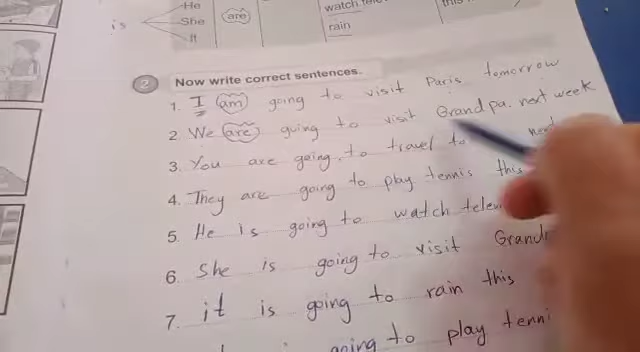 He
is She are watch tele
It rain this
2 Now write correct sentences.
1. I am going to visit Paris tomorrow
2. We are going to visit Grandpa. next week
3. You are going to travel to nex
4. They are going to play tennis this
5. He is going to watch telev
6 She is going to visit Grand
7. it is going to rain this
going to play tenni